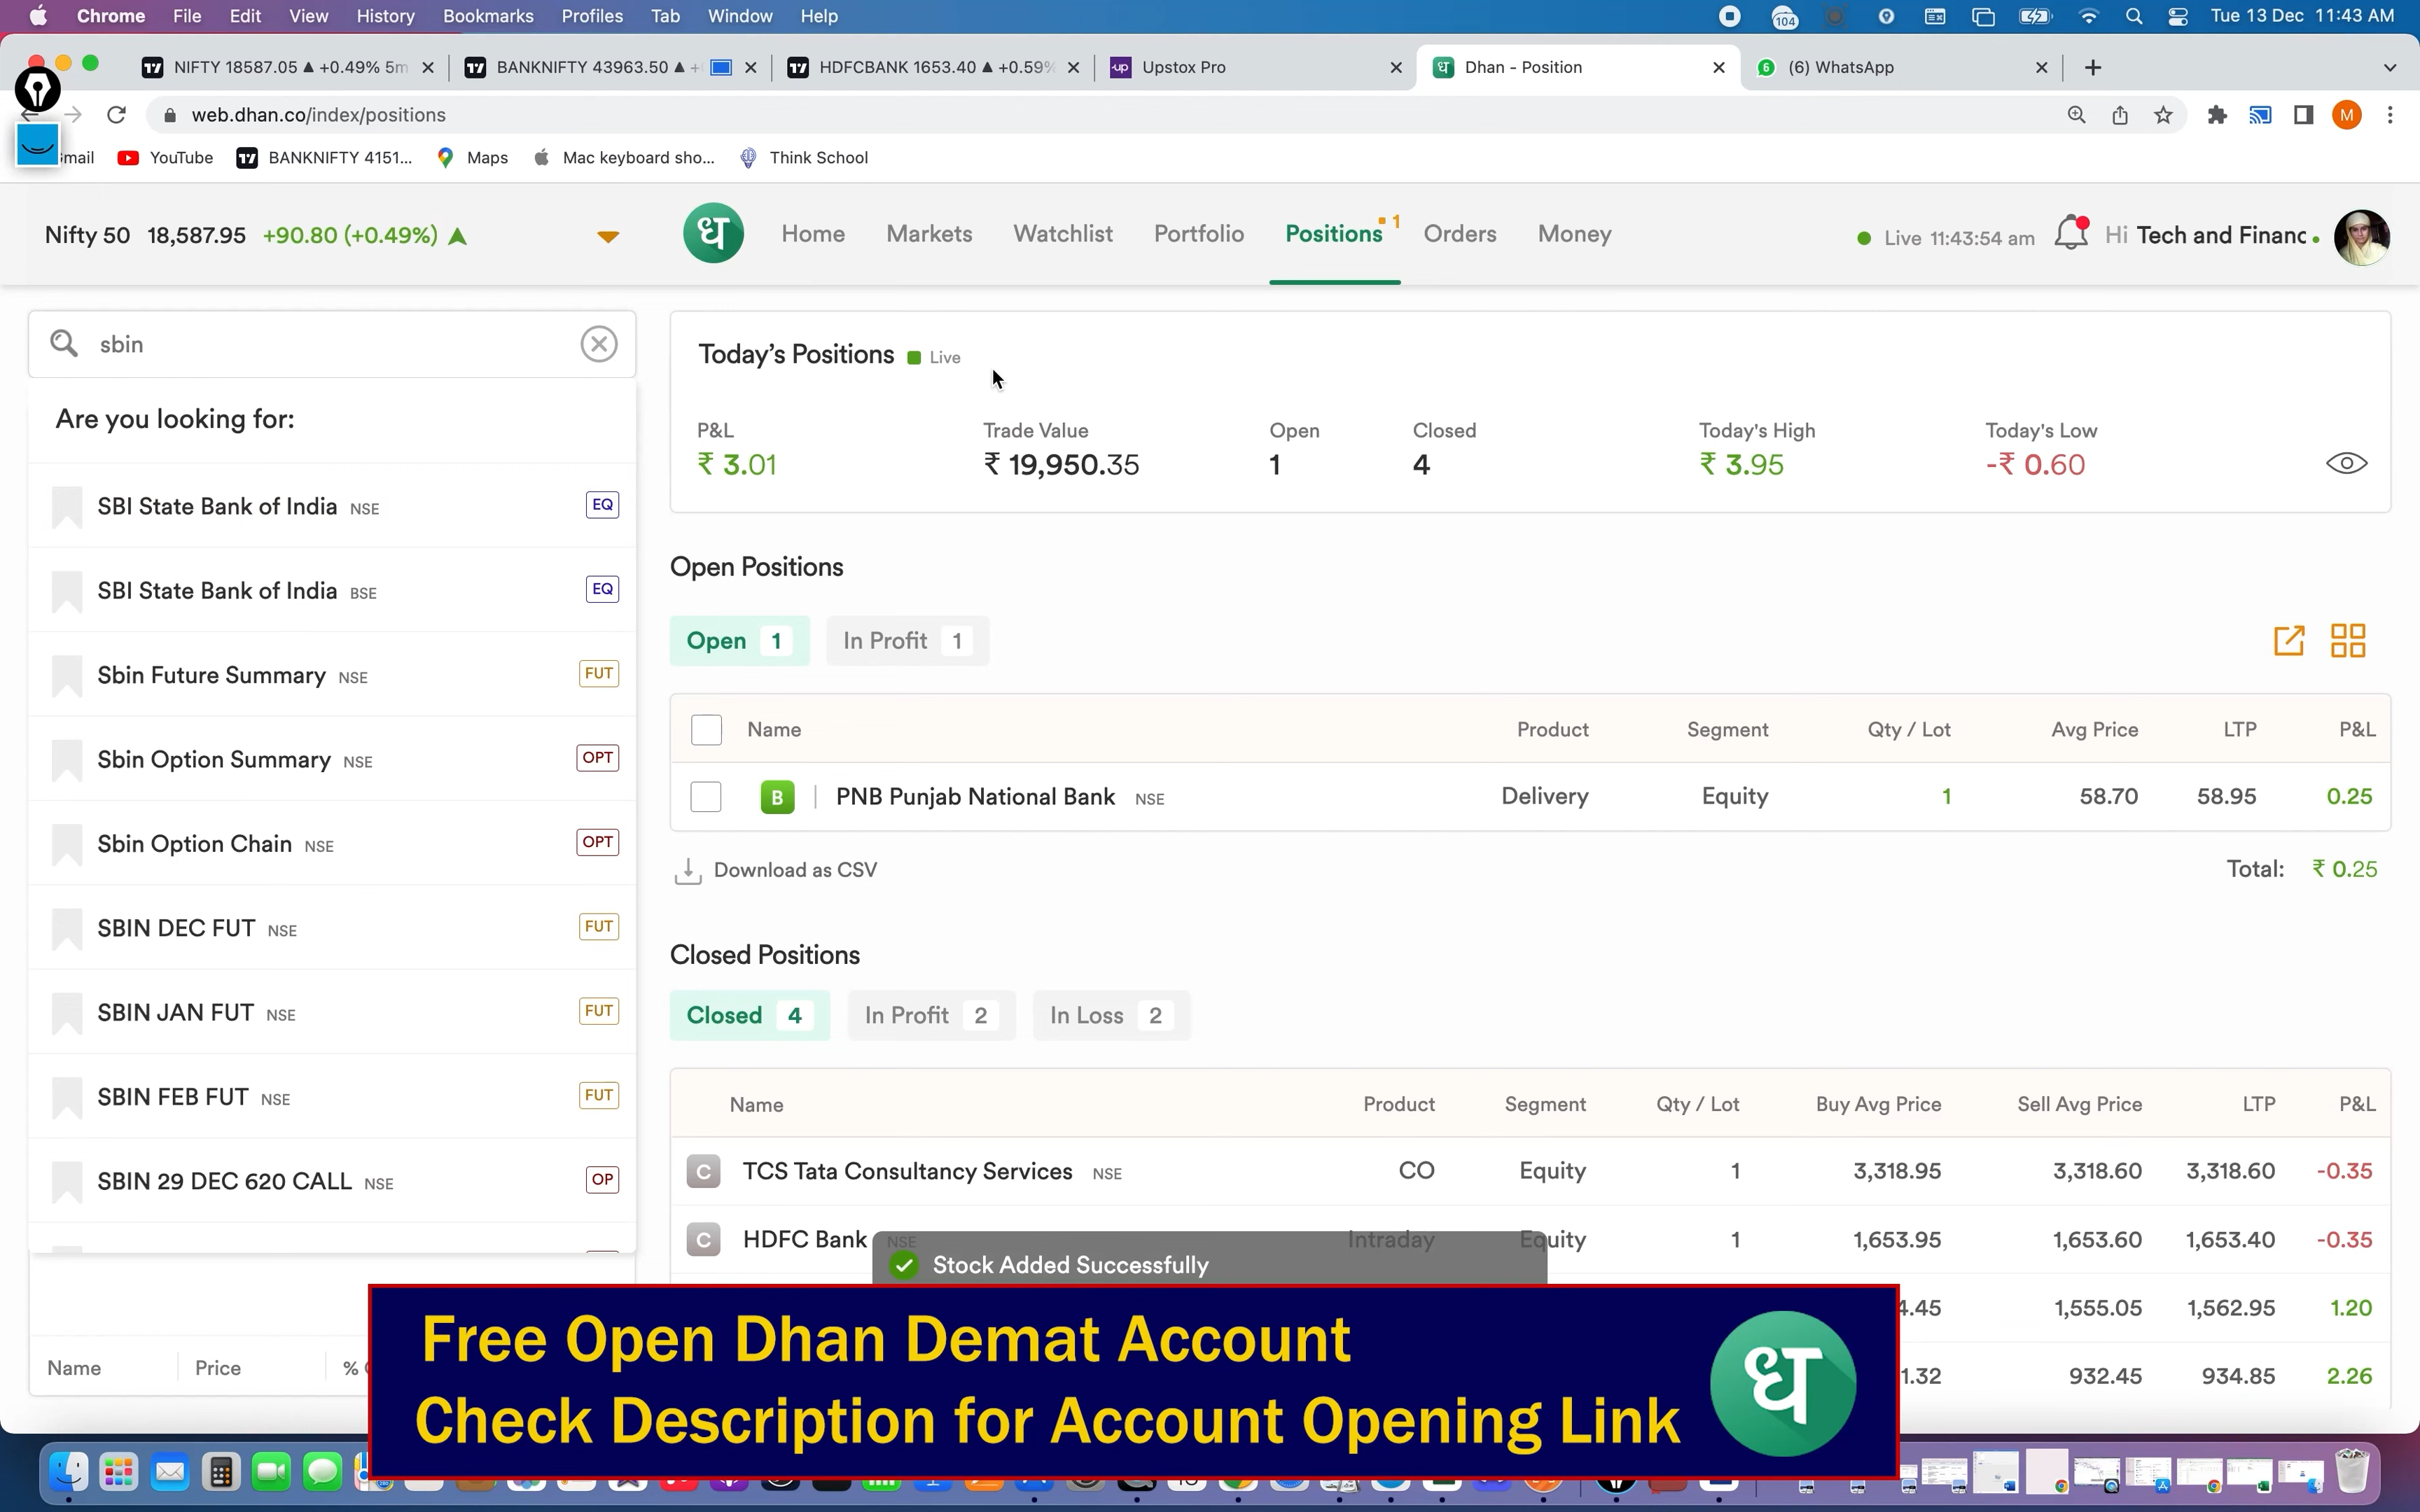 Chrome File Edit View History Bookmarks Profiles Tab Window Help 104 Tue 13 Dec 11:43 AM
NIFTY 18587.05 ▲ +0.49% 5m BANKNIFTY 43963.50 ▲ + HDFCBANK 1653.40 ▲ +0.59% up Upstox Pro ध Dhan - Position 6 (6) WhatsApp
web.dhan.co/index/positions M
mail YouTube BANKNIFTY 4151... Maps Mac keyboard sho... Think School
Nifty 50 18,587.95 +90.80 (+0.49%) ध Home Markets Watchlist Portfolio Positions 1 Orders Money Live 11:43:54 am Hi Tech and Financ
sbin
Today's Positions Live
Are you looking for:
P&L Trade Value Open Closed Today's High Today's Low
₹ 3.01 ₹ 19,950.35 1 4 ₹ 3.95 -₹ 0.60
SBI State Bank of India NSE EQ
SBI State Bank of India BSE EQ
Sbin Future Summary NSE FUT
Sbin Option Summary NSE OPT
Sbin Option Chain NSE OPT
SBIN DEC FUT NSE FUT
SBIN JAN FUT NSE FUT
SBIN FEB FUT NSE FUT
SBIN 29 DEC 620 CALL NSE OP
Name Price %
Open Positions
Open 1 In Profit 1
Name Product Segment Qty / Lot Avg Price LTP P&L
B PNB Punjab National Bank NSE Delivery Equity 1 58.70 58.95 0.25
Download as CSV Total: ₹ 0.25
Closed Positions
Closed 4 In Profit 2 In Loss 2
Name Product Segment Qty / Lot Buy Avg Price Sell Avg Price LTP P&L
C TCS Tata Consultancy Services NSE CO Equity 1 3,318.95 3,318.60 3,318.60 -0.35
C HDFC Bank NSE Intraday Equity 1 1,653.95 1,653.60 1,653.40 -0.35
Stock Added Successfully
4.45 1,555.05 1,562.95 1.20
1.32 932.45 934.85 2.26
Free Open Dhan Demat Account
Check Description for Account Opening Link
ध